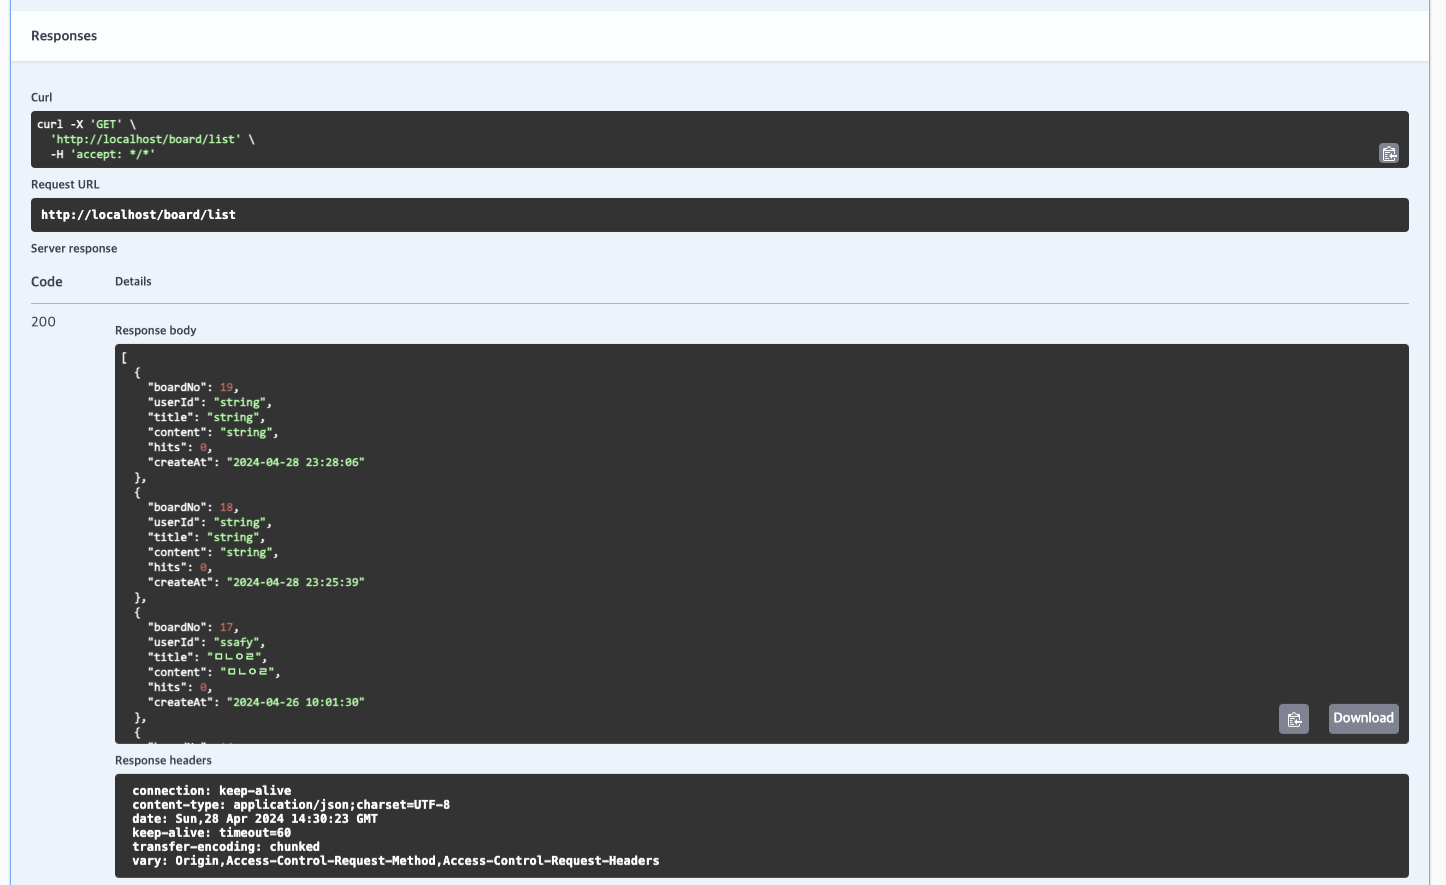 Responses
Curl
curl -X 'GET' \
'http://localhost/board/list' \
-H 'accept: */*'
Request URL
http://localhost/board/list
Server response
Code Details
200
Response body
[
{
"boardNo": 19,
"userId": "string",
"title": "string",
"content": "string",
"hits": 0,
"createAt": "2024-04-28 23:28:06"
},
{
"boardNo": 18,
"userId": "string",
"title": "string",
"content": "string",
"hits": 0,
"createAt": "2024-04-28 23:25:39"
},
{
"boardNo": 17,
"userId": "ssafy",
"title": "ㅁㄴㅇㄹ",
"content": "ㅁㄴㅇㄹ",
"hits": 0,
"createAt": "2024-04-26 10:01:30"
},
{
Download
Response headers
connection: keep-alive
content-type: application/json;charset=UTF-8
date: Sun,28 Apr 2024 14:30:23 GMT
keep-alive: timeout=60
transfer-encoding: chunked
vary: Origin,Access-Control-Request-Method,Access-Control-Request-Headers